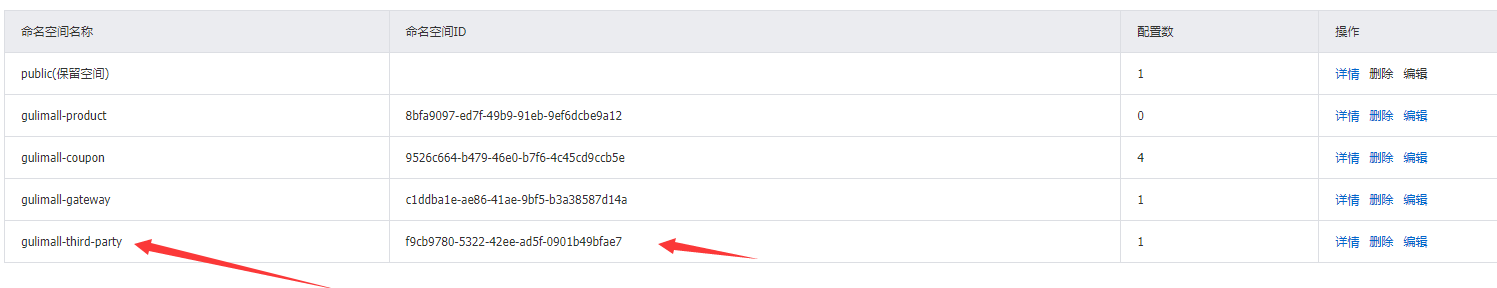 命名空间名称 命名空间ID 配置数 操作
public(保留空间) 1 详情 删除 编辑
gulimall-product 8bfa9097-ed7f-49b9-91eb-9ef6dcbe9a12 0 详情 删除 编辑
gulimall-coupon 9526c664-b479-46e0-b7f6-4c45cd9ccb5e 4 详情 删除 编辑
gulimall-gateway c1ddba1e-ae86-41ae-9bf5-b3a38587d14a 1 详情 删除 编辑
gulimall-third-party f9cb9780-5322-42ee-ad5f-0901b49bfae7 1 详情 删除 编辑